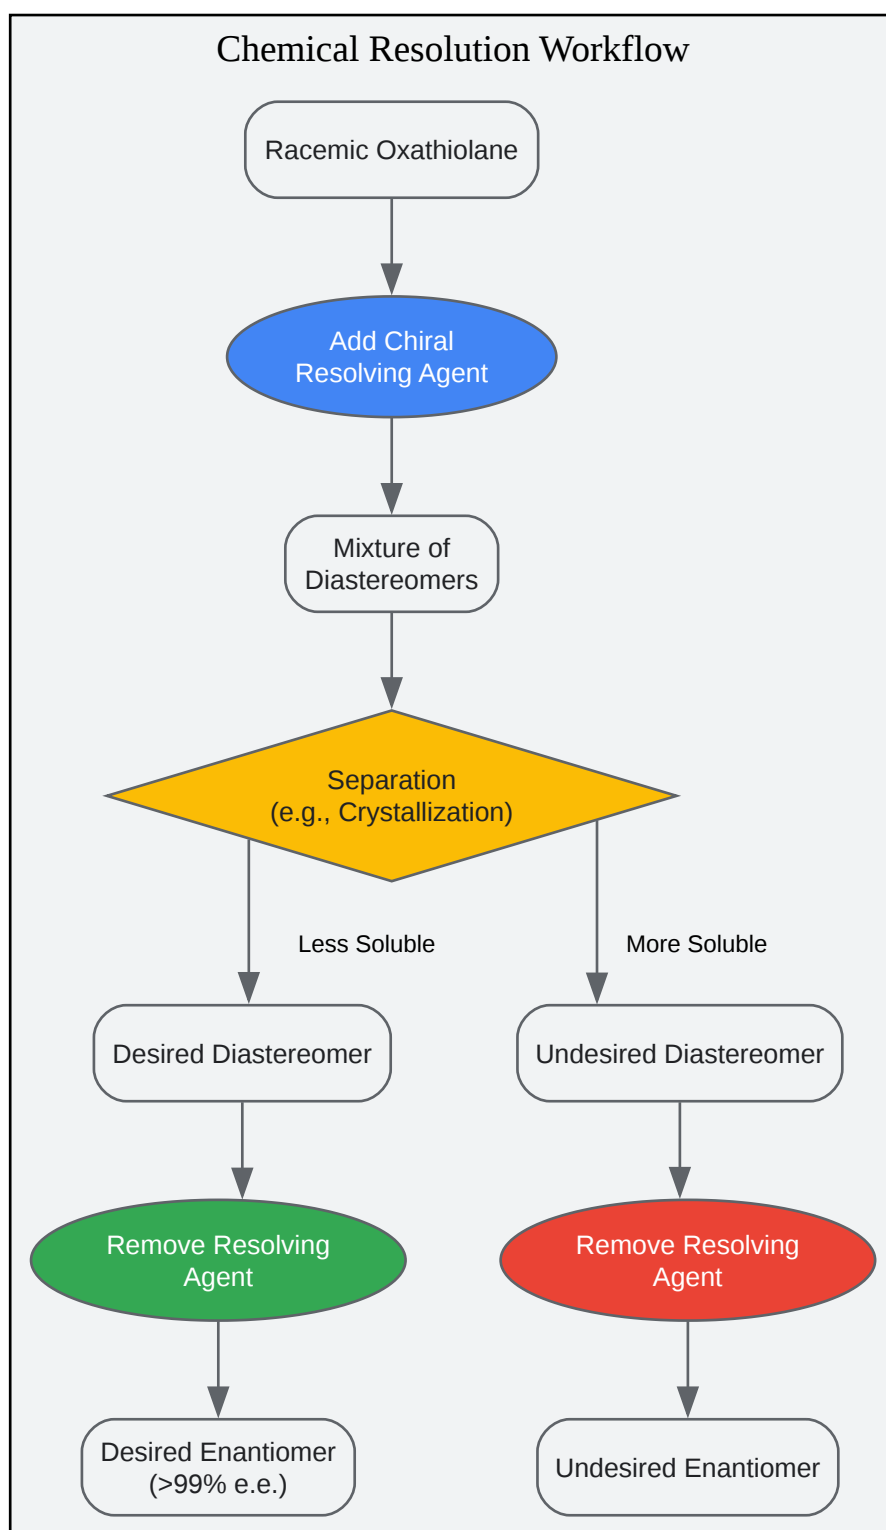 Chemical Resolution Workflow
Racemic Oxathiolane
Add Chiral
Resolving Agent
Mixture of
Diastereomers
Separation
(e.g., Crystallization)
Less Soluble
More Soluble
Desired Diastereomer
Undesired Diastereomer
Remove Resolving
Agent
Remove Resolving
Agent
Desired Enantiomer
(>99% e.e.)
Undesired Enantiomer